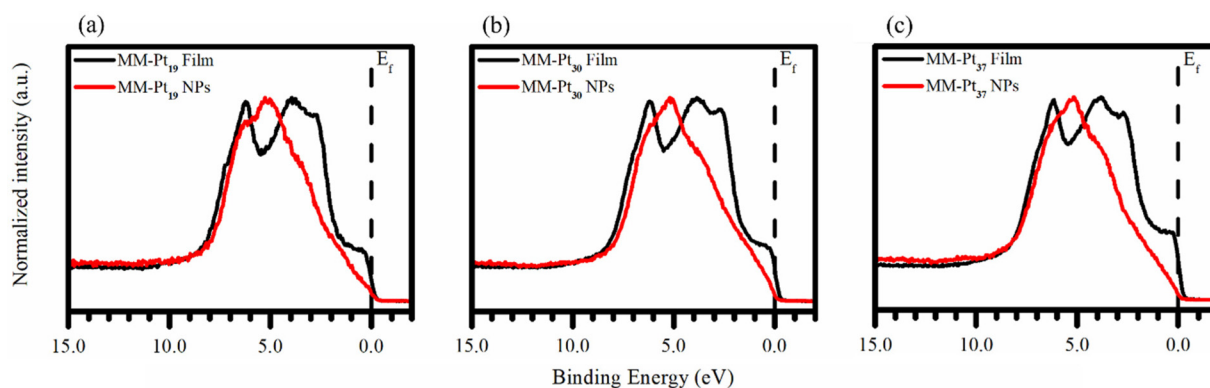 (a)
(b)
(c)
MM-Pt19 Film
MM-Pt19 NPs
Ef
MM-Pt30 Film
MM-Pt30 NPs
Ef
MM-Pt37 Film
MM-Pt37 NPs
Ef
Normalized intensity (a.u.)
15.0 10.0 5.0 0.0
15.0 10.0 5.0 0.0
15.0 10.0 5.0 0.0
Binding Energy (eV)